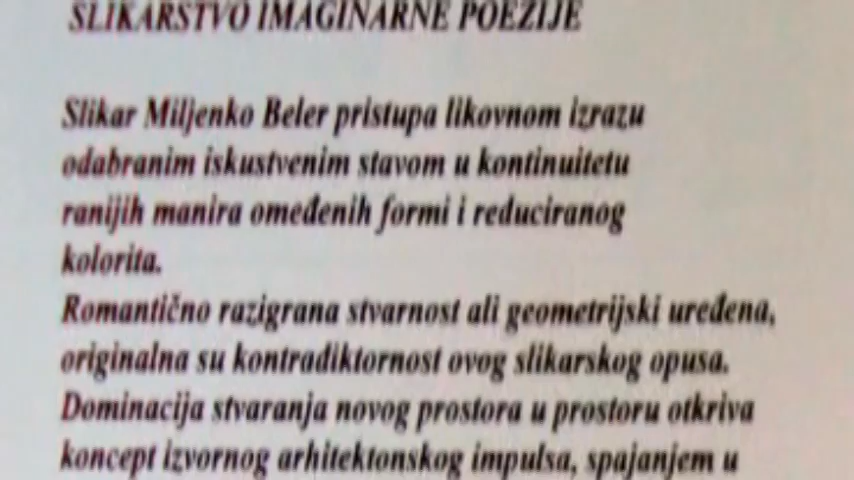 SLIKARSTVO IMAGINARNE POEZIJE
Slikar Miljenko Beler pristupa likovnom izrazu
odabranim iskustvenim stavom u kontinuitetu
ranijih manira omeđenih formi i reduciranog
kolorita.
Romantično razigrana stvarnost ali geometrijski uređena,
originalna su kontradiktornost ovog slikarskog opusa.
Dominacija stvaranja novog prostora u prostoru otkriva
koncept izvornog arhitektonskog impulsa, spajanjem u